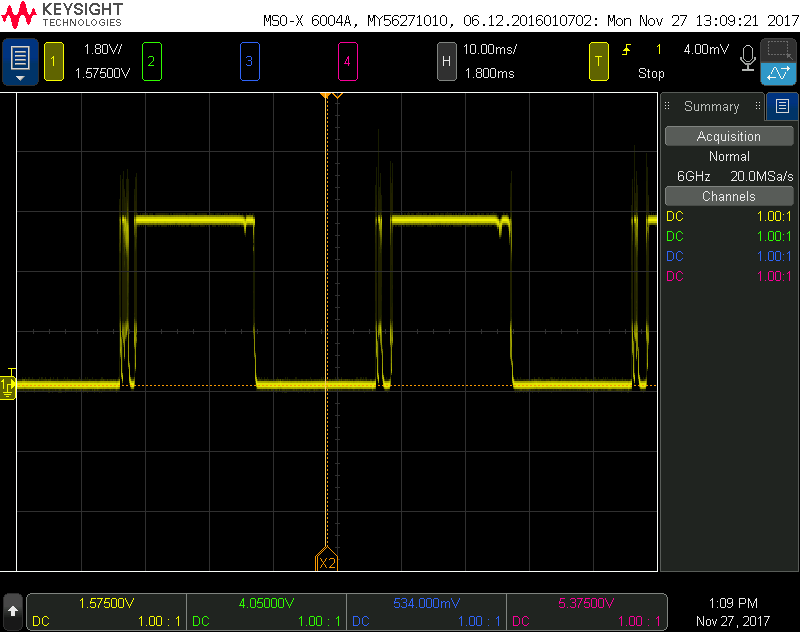 KEYSIGHT
TECHNOLOGIES
MSO-X 6004A, MY56271010, 06.12.2016010702: Mon Nov 27 13:09:21 2017
1 1.80V/ 2 3 4 H 10.00ms/ T 1 4.00mV
1.57500V 1.800ms Stop
Summary
Acquisition
Normal
6GHz 20.0MSa/s
Channels
DC 1.00:1
DC 1.00:1
DC 1.00:1
DC 1.00:1
T
1
X2
1.57500V 4.05000V 534.000mV 5.37500V 1:09 PM
DC 1.00 : 1 DC 1.00 : 1 DC 1.00 : 1 DC 1.00 : 1 Nov 27, 2017